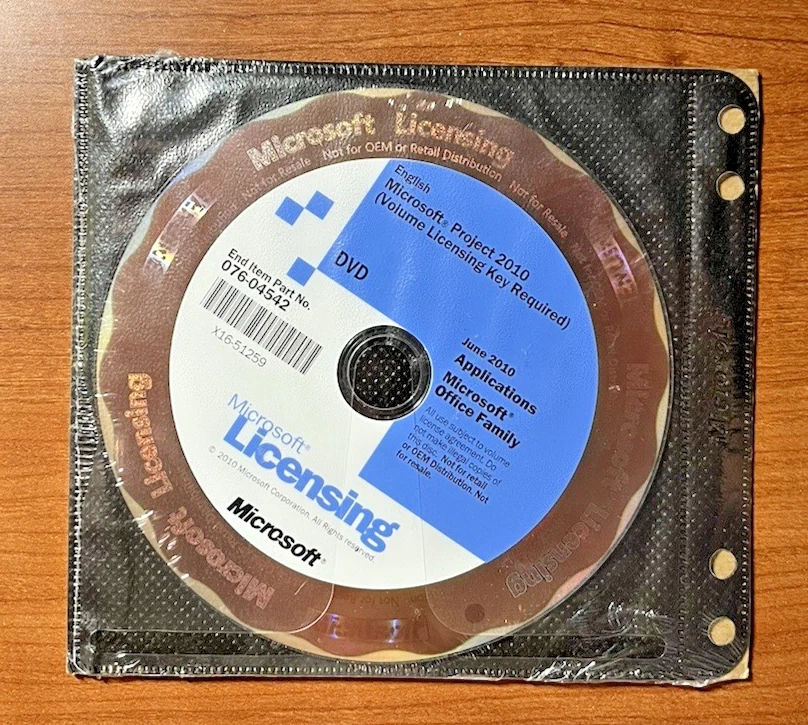 Microsoft Licensing
Not for Resale Not for OEM or Retail Distribution Not for Resale
English
Microsoft® Project 2010
(Volume Licensing Key Required)
DVD
End Item Part No.
076-04542
X16-51259
June 2010
Applications
Microsoft®
Office Family
All use subject to volume
license agreement. Do
not make illegal copies of
this disc. Not for retail
or OEM Distribution. Not
for resale.
Microsoft®
Licensing
© 2010 Microsoft Corporation. All Rights reserved.
Microsoft®
Microsoft Licensing
Licensing